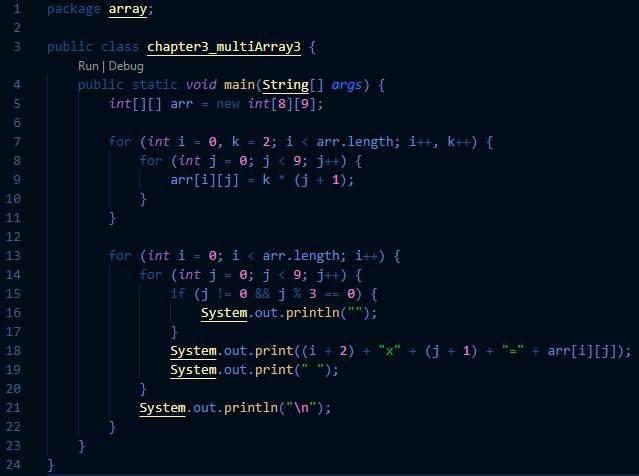 1 package array;
2
3 public class chapter3_multiArray3 {
Run | Debug
4 public static void main(String[] args) {
5 int[][] arr = new int[8][9];
6
7 for (int i = 0, k = 2; i < arr.length; i++, k++) {
8 for (int j = 0; j < 9; j++) {
9 arr[i][j] = k * (j + 1);
10 }
11 }
12
13 for (int i = 0; i < arr.length; i++) {
14 for (int j = 0; j < 9; j++) {
15 if (j != 0 && j % 3 == 0) {
16 System.out.println("");
17 }
18 System.out.print((i + 2) + "x" + (j + 1) + "=" + arr[i][j]);
19 System.out.print(" ");
20 }
21 System.out.println("\n");
22 }
23 }
24 }